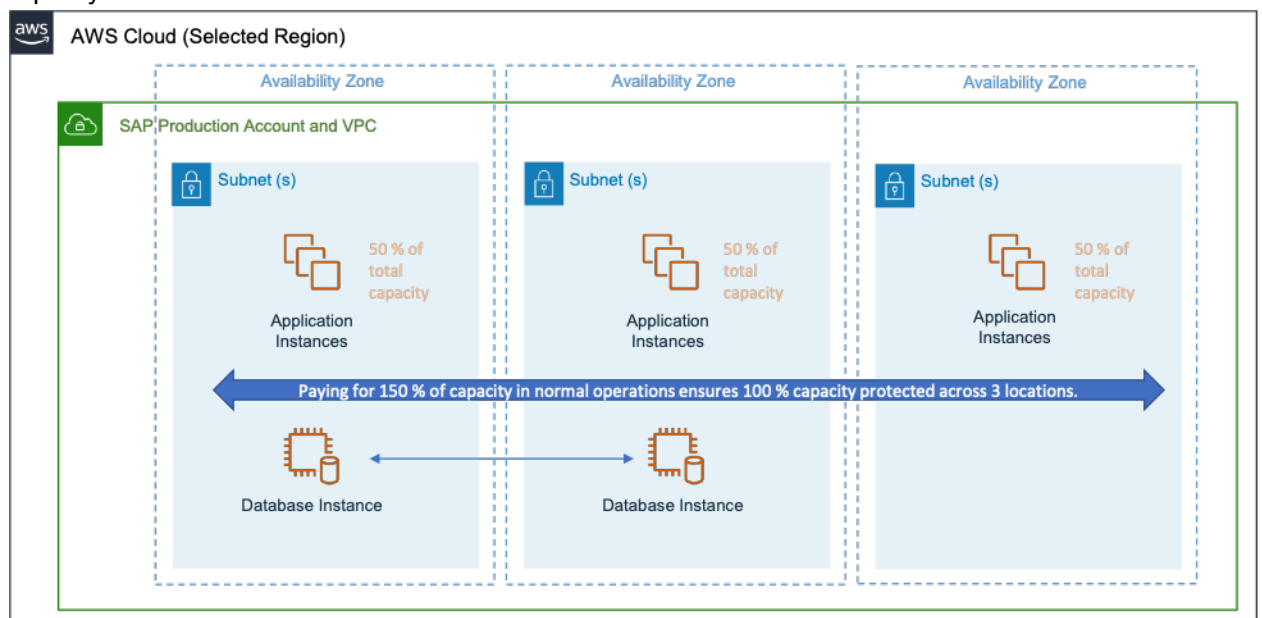 aws
AWS Cloud (Selected Region)
Availability Zone
Availability Zone
Availability Zone
SAP Production Account and VPC
Subnet (s)
Subnet (s)
Subnet (s)
50 % of
total
capacity
Application
Instances
50 % of
total
capacity
Application
Instances
50 % of
total
capacity
Application
Instances
Paying for 150 % of capacity in normal operations ensures 100 % capacity protected across 3 locations.
Database Instance
Database Instance